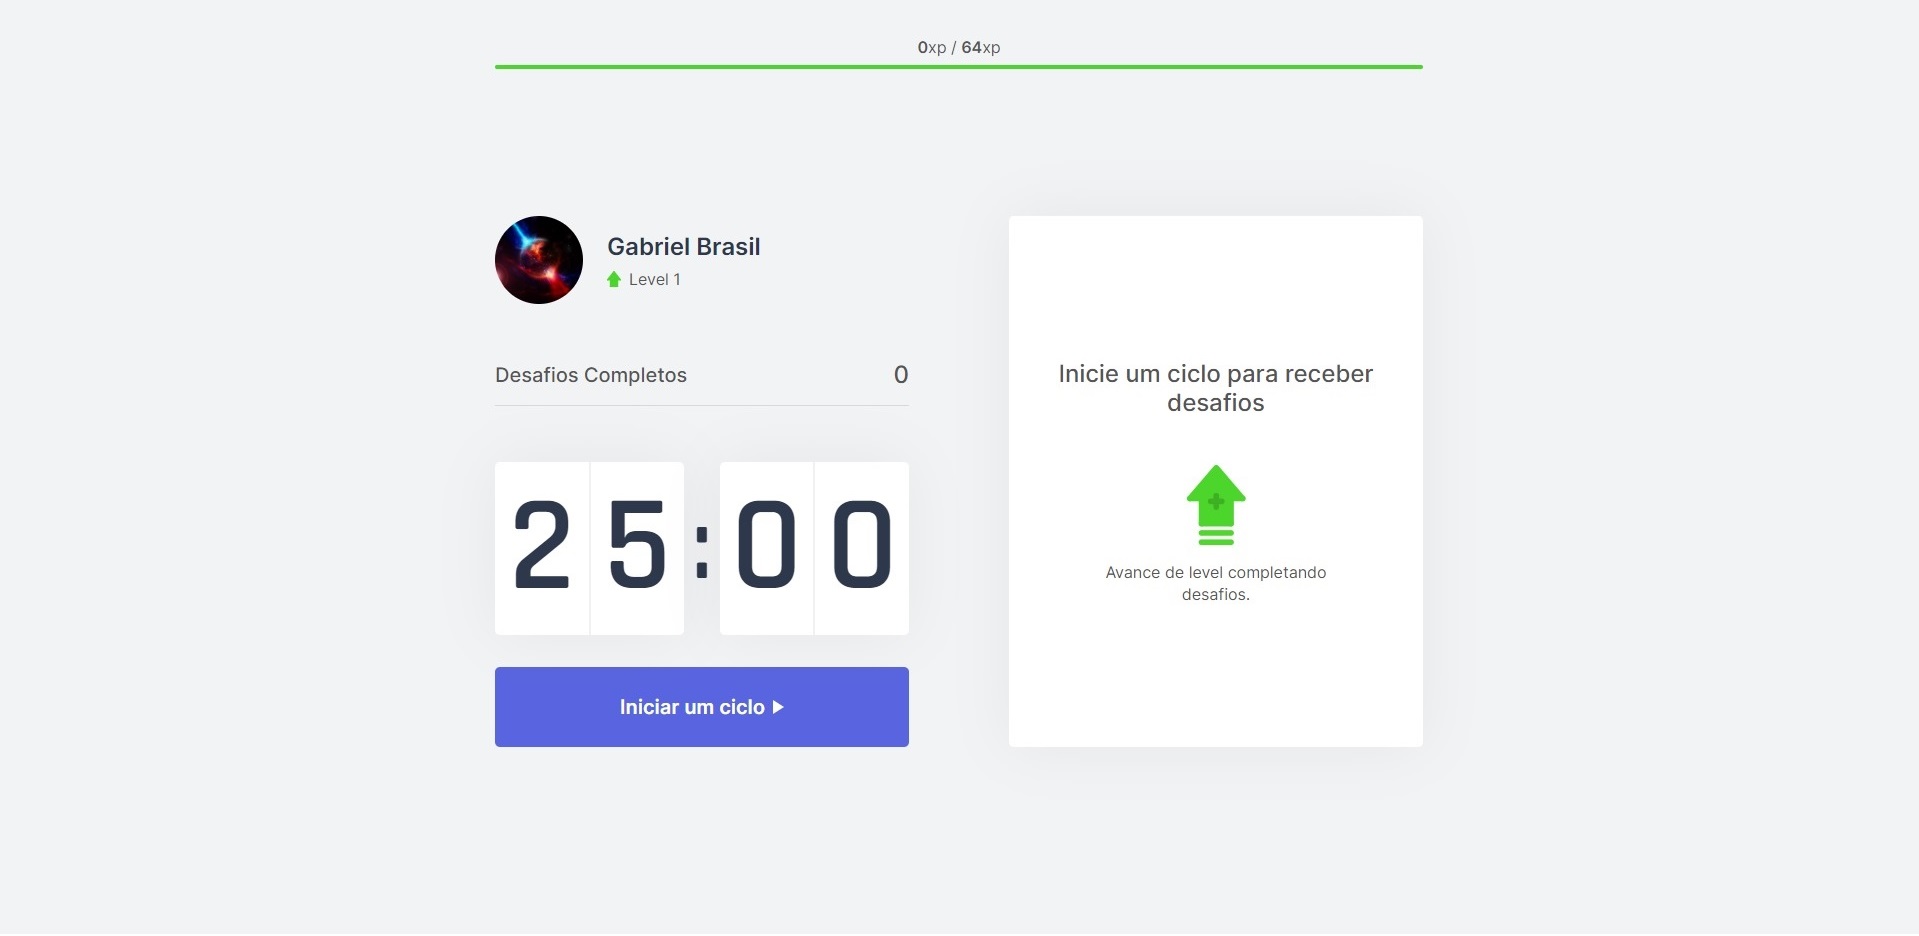 0xp / 64xp
Gabriel Brasil
Level 1
Desafios Completos 0
25:00
Iniciar um ciclo
Inicie um ciclo para receber
desafios
Avance de level completando
desafios.